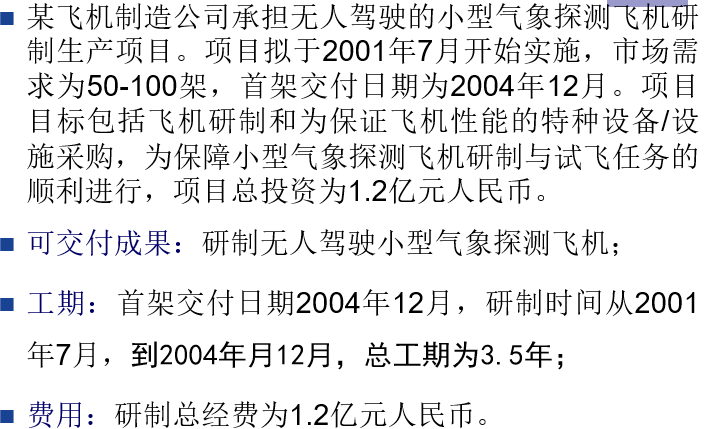 某飞机制造公司承担无人驾驶的小型气象探测飞机研
制生产项目。项目拟于2001年7月开始实施，市场需
求为50-100架，首架交付日期为2004年12月。项目
目标包括飞机研制和为保证飞机性能的特种设备/设
施采购，为保障小型气象探测飞机研制与试飞任务的
顺利进行，项目总投资为1.2亿元人民币。
可交付成果：研制无人驾驶小型气象探测飞机；
工期：首架交付日期2004年12月，研制时间从2001
年7月，到2004年月12月，总工期为3.5年；
费用：研制总经费为1.2亿元人民币。